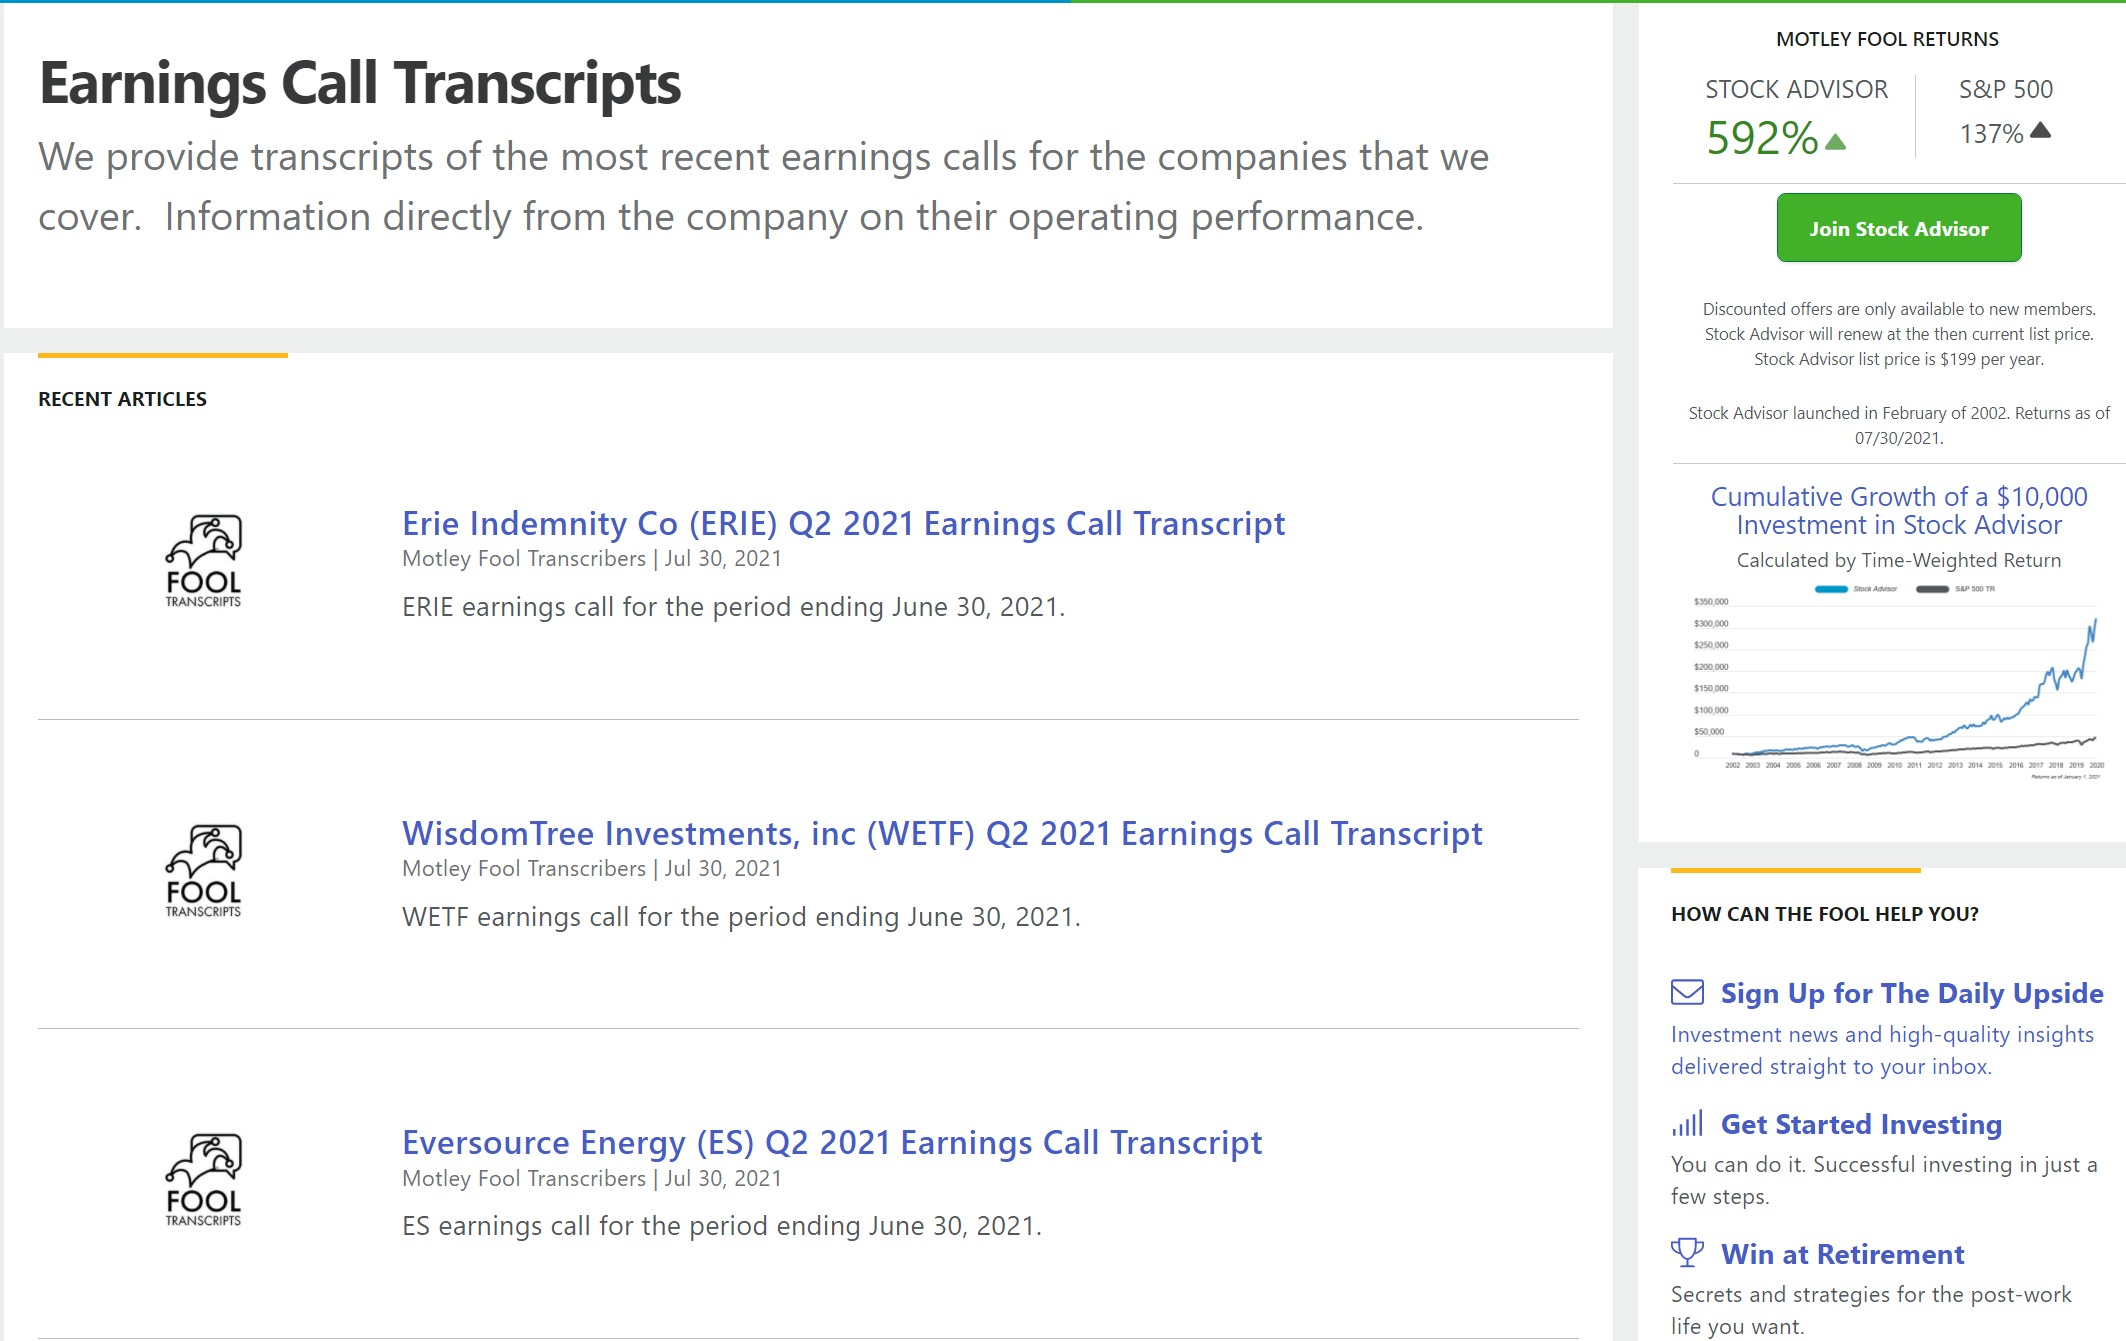 Earnings Call Transcripts
We provide transcripts of the most recent earnings calls for the companies that we
cover.  Information directly from the company on their operating performance.
RECENT ARTICLES
FOOL
TRANSCRIPTS
Erie Indemnity Co (ERIE) Q2 2021 Earnings Call Transcript
Motley Fool Transcribers | Jul 30, 2021
ERIE earnings call for the period ending June 30, 2021.
FOOL
TRANSCRIPTS
WisdomTree Investments, inc (WETF) Q2 2021 Earnings Call Transcript
Motley Fool Transcribers | Jul 30, 2021
WETF earnings call for the period ending June 30, 2021.
FOOL
TRANSCRIPTS
Eversource Energy (ES) Q2 2021 Earnings Call Transcript
Motley Fool Transcribers | Jul 30, 2021
ES earnings call for the period ending June 30, 2021.
MOTLEY FOOL RETURNS
STOCK ADVISOR
592%
S&P 500
137%
Join Stock Advisor
Discounted offers are only available to new members.
Stock Advisor will renew at the then current list price.
Stock Advisor list price is $199 per year.
Stock Advisor launched in February of 2002. Returns as of
07/30/2021.
Cumulative Growth of a $10,000
Investment in Stock Advisor
Calculated by Time-Weighted Return
Stock Advisor S&P 500 TR
$350,000
$300,000
$250,000
$200,000
$150,000
$100,000
$50,000
0
2002 2003 2004 2005 2006 2007 2008 2009 2010 2011 2012 2013 2014 2015 2016 2017 2018 2019 2020
Returns as of January 1, 2021
HOW CAN THE FOOL HELP YOU?
Sign Up for The Daily Upside
Investment news and high-quality insights
delivered straight to your inbox.
Get Started Investing
You can do it. Successful investing in just a
few steps.
Win at Retirement
Secrets and strategies for the post-work
life you want.